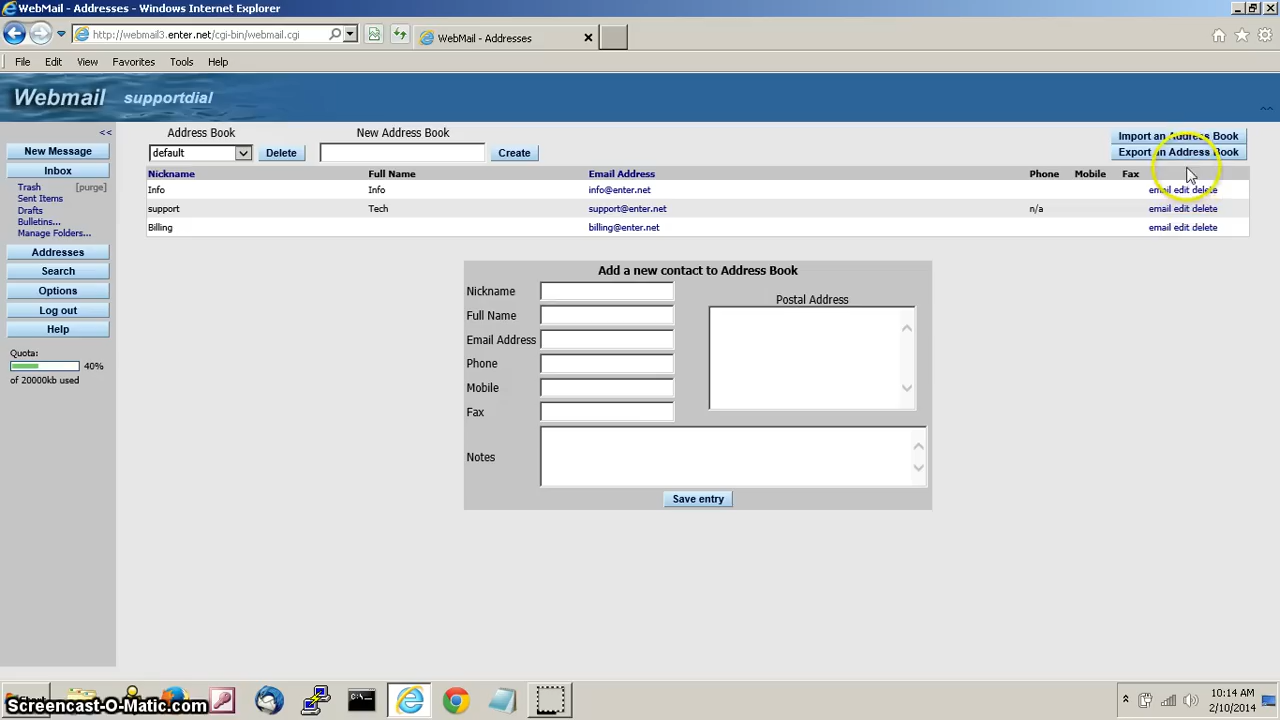 WebMail - Addresses - Windows Internet Explorer
http://webmail3.enter.net/cgi-bin/webmail.cgi
WebMail - Addresses
File Edit View Favorites Tools Help
Webmail supportdial
<<
New Message
Inbox
Trash [purge]
Sent Items
Drafts
Bulletins...
Manage Folders...
Addresses
Search
Options
Log out
Help
Quota:
40%
of 20000kb used
Address Book New Address Book
default Delete Create
Import an Address Book
Export an Address Book
Nickname Full Name Email Address Phone Mobile Fax
Info Info info@enter.net email edit delete
support Tech support@enter.net n/a email edit delete
Billing billing@enter.net email edit delete
Add a new contact to Address Book
Nickname
Full Name
Email Address
Phone
Mobile
Fax
Postal Address
Notes
Save entry
Screencast-O-Matic.com
10:14 AM
2/10/2014